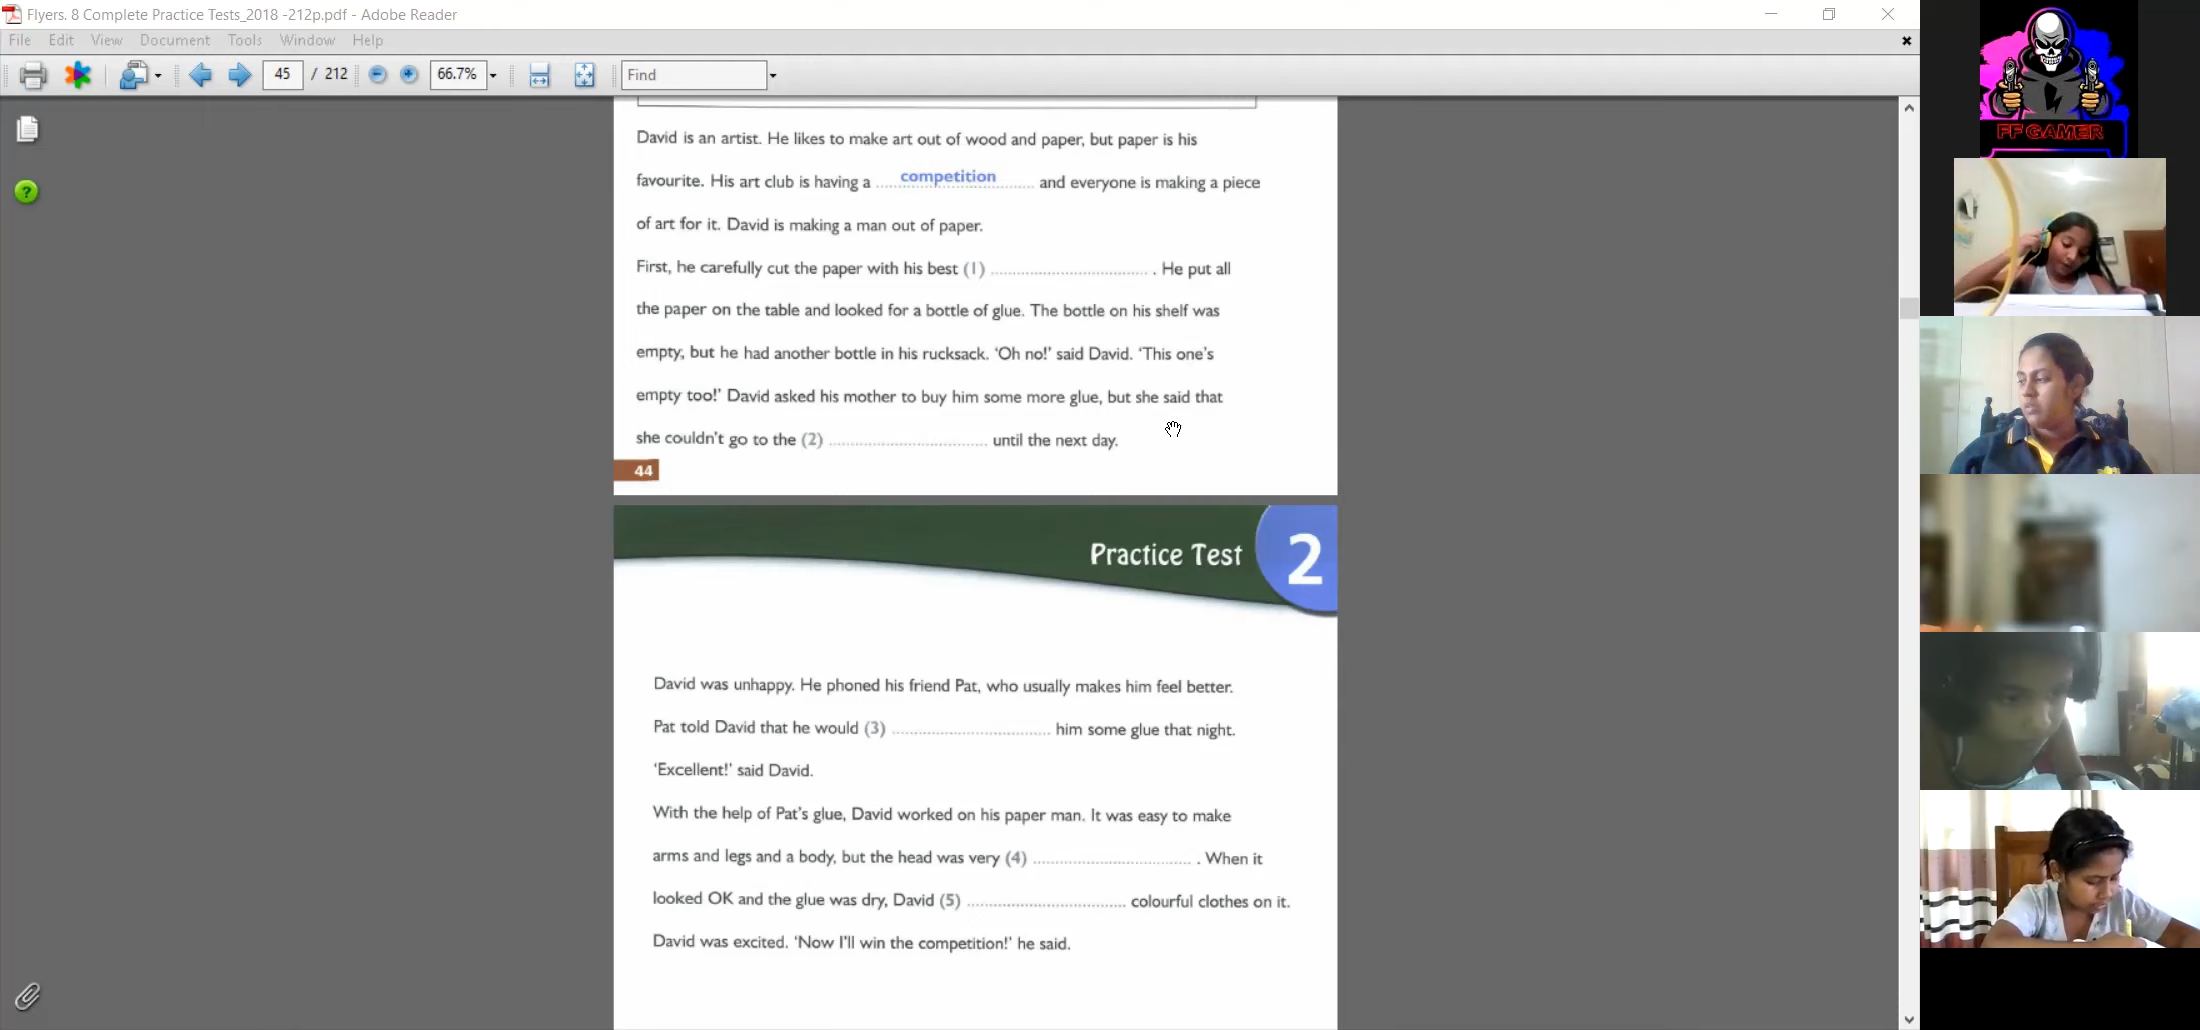 Flyers. 8 Complete Practice Tests_2018 -212p.pdf - Adobe Reader
File Edit View Document Tools Window Help
45 / 212 66.7% Find
David is an artist. He likes to make art out of wood and paper, but paper is his
favourite. His art club is having a competition and everyone is making a piece
of art for it. David is making a man out of paper.
First, he carefully cut the paper with his best (1) ........................................ . He put all
the paper on the table and looked for a bottle of glue. The bottle on his shelf was
empty, but he had another bottle in his rucksack. ‘Oh no!’ said David. ‘This one’s
empty too!’ David asked his mother to buy him some more glue, but she said that
she couldn’t go to the (2) ........................................ until the next day.
44
Practice Test 2
David was unhappy. He phoned his friend Pat, who usually makes him feel better.
Pat told David that he would (3) ........................................ him some glue that night.
‘Excellent!’ said David.
With the help of Pat’s glue, David worked on his paper man. It was easy to make
arms and legs and a body, but the head was very (4) ........................................ . When it
looked OK and the glue was dry, David (5) ........................................ colourful clothes on it.
David was excited. ‘Now I’ll win the competition!’ he said.
FF GAMER